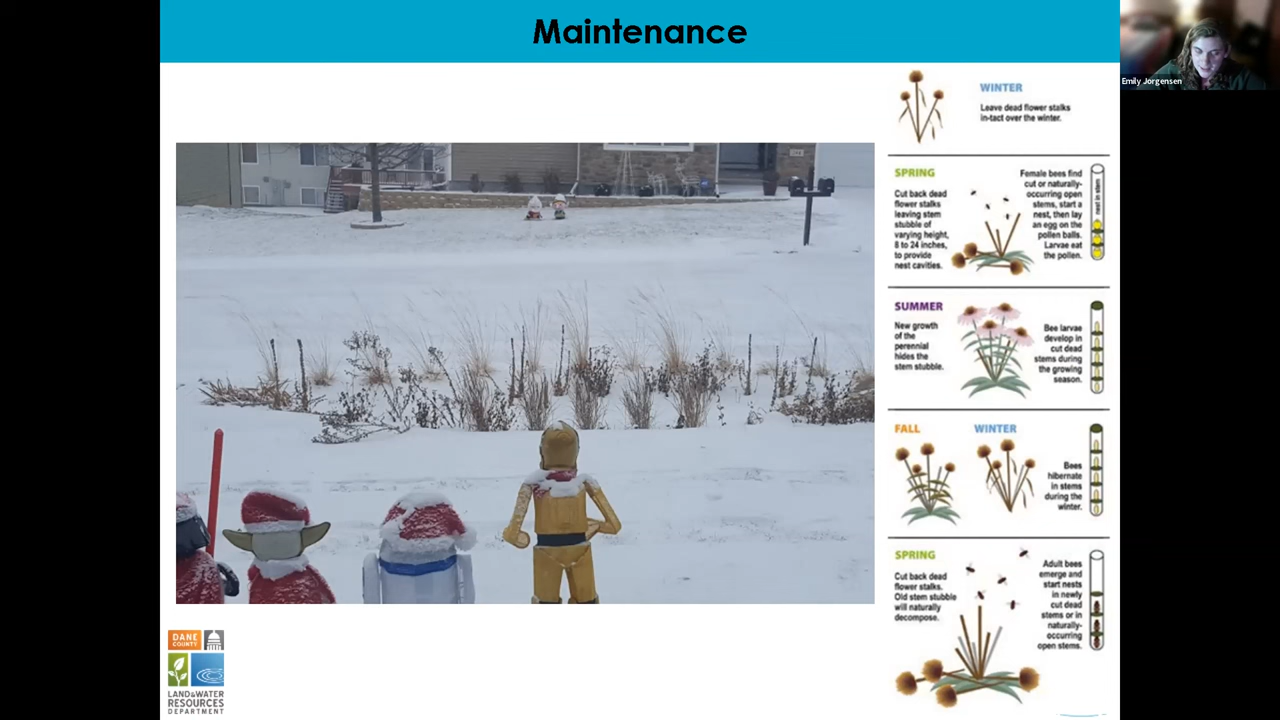 Maintenance
Emily Jorgensen
WINTER
Leave dead flower stalks
in-tact over the winter.
SPRING
Cut back dead
flower stalks
leaving stem
stubble of
varying height,
8 to 24 inches,
to provide
nest cavities.
Female bees find
cut or naturally-
occurring open
stems, start a
nest, then lay
an egg on the
pollen balls.
Larvae eat
the pollen.
nest in stem
SUMMER
New growth
of the
perennial
hides the
stem stubble.
Bee larvae
develop in
cut dead
stems during
the growing
season.
FALL
WINTER
Bees
hibernate
in stems
during the
winter.
SPRING
Cut back dead
flower stalks.
Old stem stubble
will naturally
decompose.
Adult bees
emerge and
start nests
in newly
cut dead
stems or in
naturally-
occurring
open stems.
DANE
COUNTY
LAND & WATER
RESOURCES
DEPARTMENT